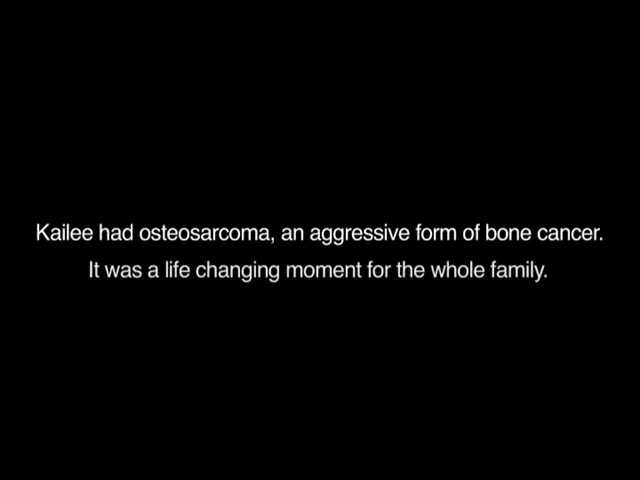 Kailee had osteosarcoma, an aggressive form of bone cancer.
It was a life changing moment for the whole family.